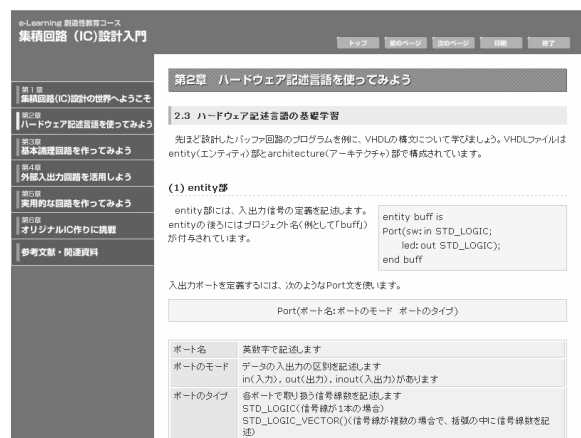 e-Learning 創造性教育コース
集積回路（IC）設計入門
トップ 前のページ 次のページ 印刷 終了
第1章
集積回路(IC)設計の世界へようこそ
第2章
ハードウェア記述言語を使ってみよう
第3章
基本論理回路を作ってみよう
第4章
外部入出力回路を活用しよう
第5章
実用的な回路を作ってみよう
第6章
オリジナルIC作りに挑戦
参考文献・関連資料
第2章 ハードウェア記述言語を使ってみよう
2.3 ハードウェア記述言語の基礎学習
先ほど設計したバッファ回路のプログラムを例に、VHDLの構文について学びましょう。VHDLファイルは
entity(エンティティ)部とarchitecture(アーキテクチャ)部で構成されています。
(1) entity部
entity部には、入出力信号の定義を記述します。
entityの後ろにはプロジェクト名(例として「buff」)
が付与されています。
entity buff is
Port(sw: in STD_LOGIC;
led: out STD_LOGIC);
end buff
入出力ポートを定義するには、次のようなPort文を使います。
Port(ポート名: ポートのモード ポートのタイプ)
ポート名 英数字で記述します
ポートのモード データの入出力の区別を記述します
in(入力), out(出力), inout(入出力)があります
ポートのタイプ 各ポートで取り扱う信号線数を記述します
STD_LOGIC(信号線が1本の場合)
STD_LOGIC_VECTOR()(信号線が複数の場合で、括弧の中に信号線数を記
述)